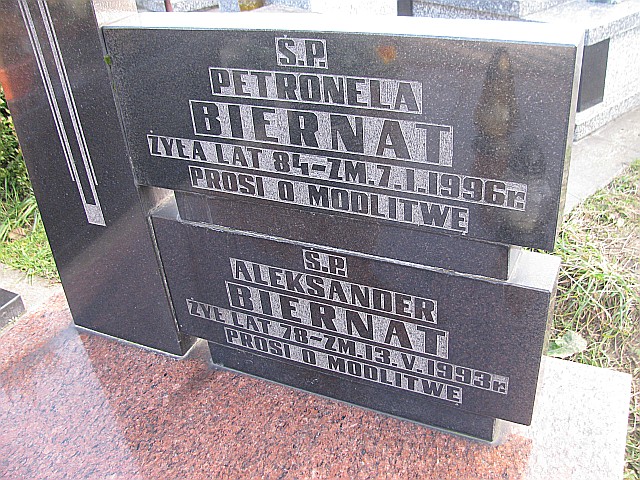 Ś.P.
PETRONELA
BIERNAT
ŻYŁA LAT 84-ZM.7.I.1996r.
PROSI O MODLITWĘ
Ś.P.
ALEKSANDER
BIERNAT
ŻYŁ LAT 78-ZM.13.V.1993r.
PROSI O MODLITWĘ